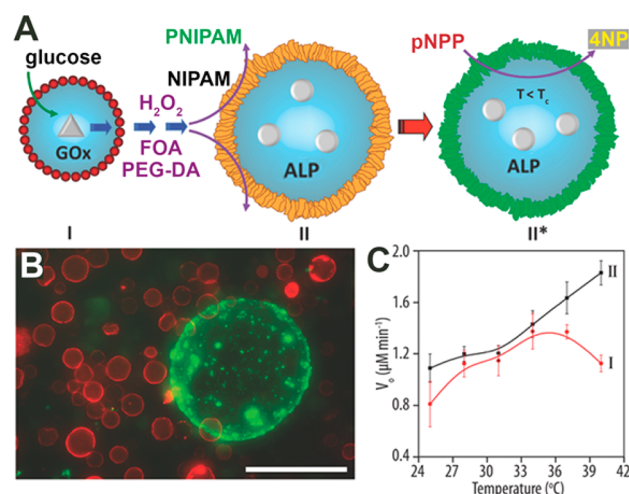 A
glucose
GOx
I
H₂O₂
FOA
PEG-DA
PNIPAM
NIPAM
ALP
II
pNPP
4NP
T < Tc
ALP
II*
B
C
V₀ (µM min⁻¹)
2.0
1.6
1.2
0.8
0.4
II
I
24 27 30 33 36 39 42
Temperature (°C)